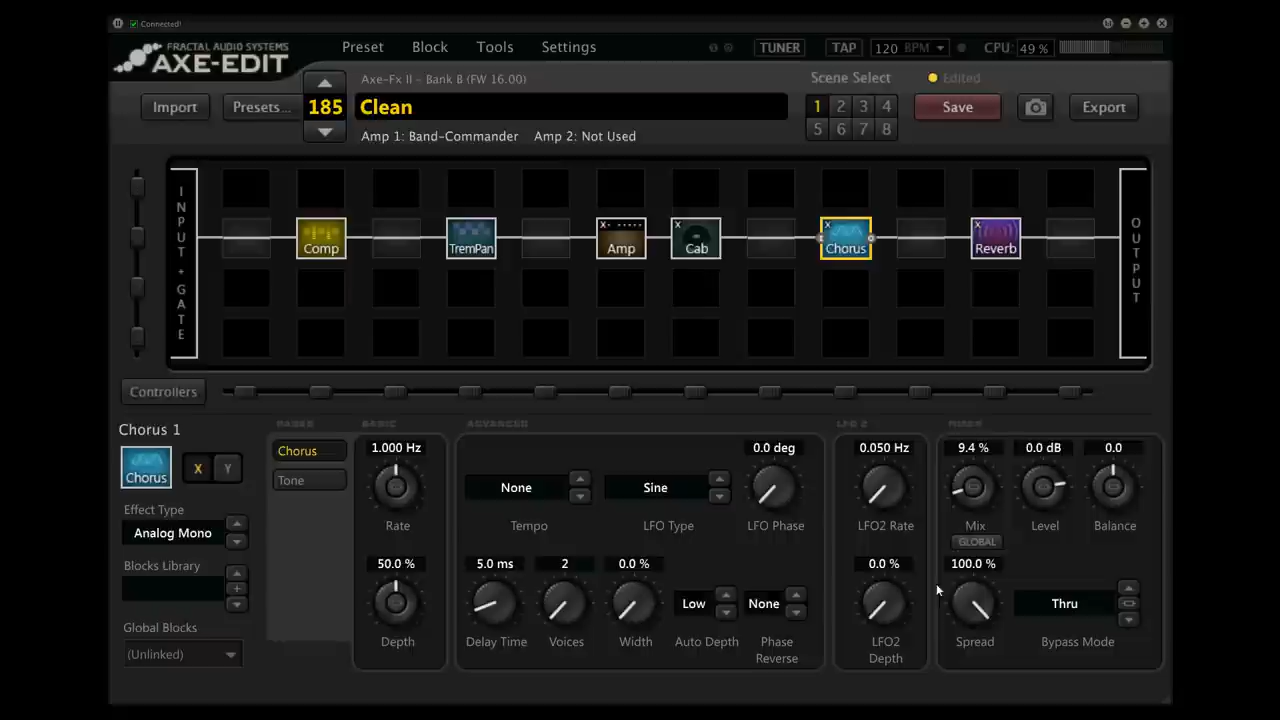 Connected!
FRACTAL AUDIO SYSTEMS
AXE-EDIT
Preset Block Tools Settings
TUNER TAP 120 BPM CPU: 49 %
Import Presets... 185
Axe-Fx II – Bank B (FW 16.00)
Clean
Amp 1: Band-Commander Amp 2: Not Used
Scene Select
1 2 3 4
5 6 7 8
Edited
Save Export
INPUT + GATE
Comp TremPan X Amp X Cab X Chorus X Reverb
OUTPUT
Controllers
Chorus 1
Chorus X Y
Effect Type
Analog Mono
Blocks Library
Global Blocks
(Unlinked)
PAGES
Chorus
Tone
BASIC
1.000 Hz
Rate
50.0 %
Depth
ADVANCED
None Sine 0.0 deg
Tempo LFO Type LFO Phase
5.0 ms 2 0.0 % Low None
Delay Time Voices Width Auto Depth Phase Reverse
LFO 2
0.050 Hz
LFO2 Rate
0.0 %
LFO2 Depth
MIXER
9.4 % 0.0 dB 0.0
Mix Level Balance
GLOBAL
100.0 % Thru
Spread Bypass Mode